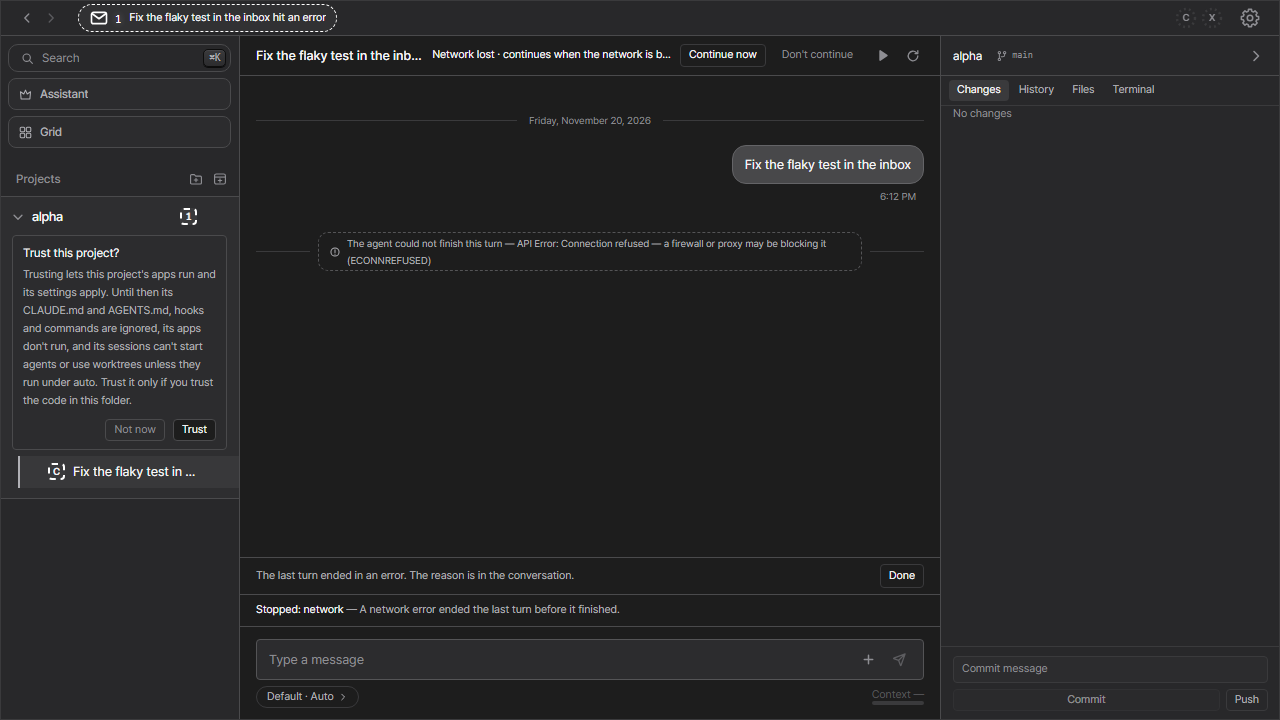 1 Fix the flaky test in the inbox hit an error
C X
Search ⌘K
Assistant
Grid
Projects
alpha 1
Trust this project?
Trusting lets this project's apps run and
its settings apply. Until then its
CLAUDE.md and AGENTS.md, hooks
and commands are ignored, its apps
don't run, and its sessions can't start
agents or use worktrees unless they
run under auto. Trust it only if you trust
the code in this folder.
Not now Trust
C Fix the flaky test in ...
Fix the flaky test in the inb... Network lost · continues when the network is b... Continue now Don't continue
Friday, November 20, 2026
Fix the flaky test in the inbox
6:12 PM
The agent could not finish this turn — API Error: Connection refused — a firewall or proxy may be blocking it
(ECONNREFUSED)
The last turn ended in an error. The reason is in the conversation. Done
Stopped: network — A network error ended the last turn before it finished.
Type a message
Default · Auto Context —
alpha main
Changes History Files Terminal
No changes
Commit message
Commit Push